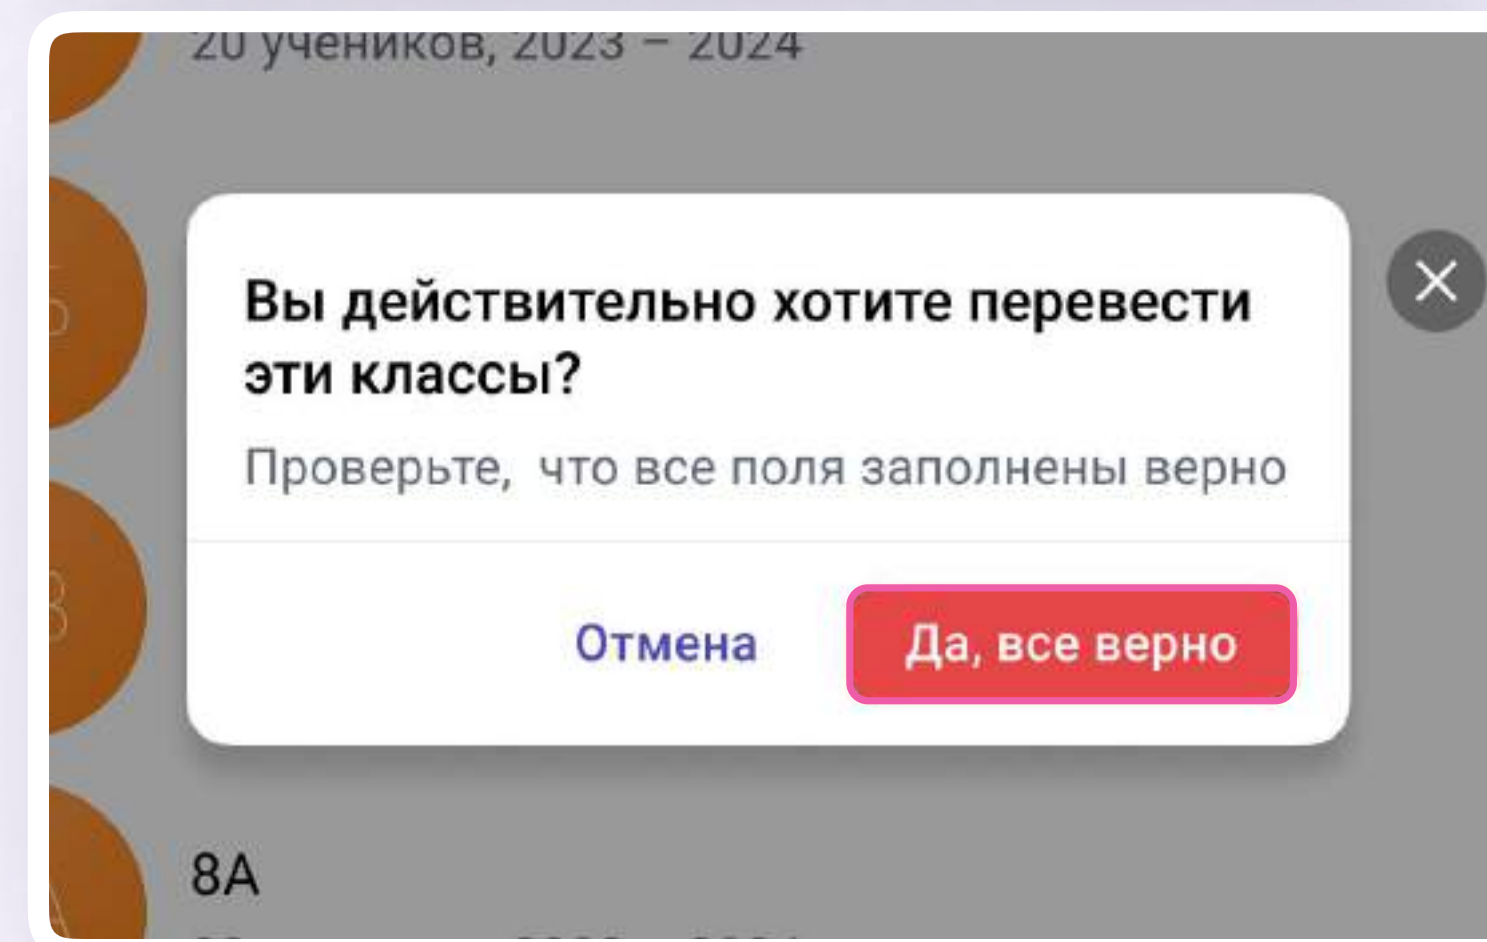 20 учеников, 2023 – 2024
Вы действительно хотите перевести
эти классы?
Проверьте, что все поля заполнены верно
Отмена
Да, все верно
8А